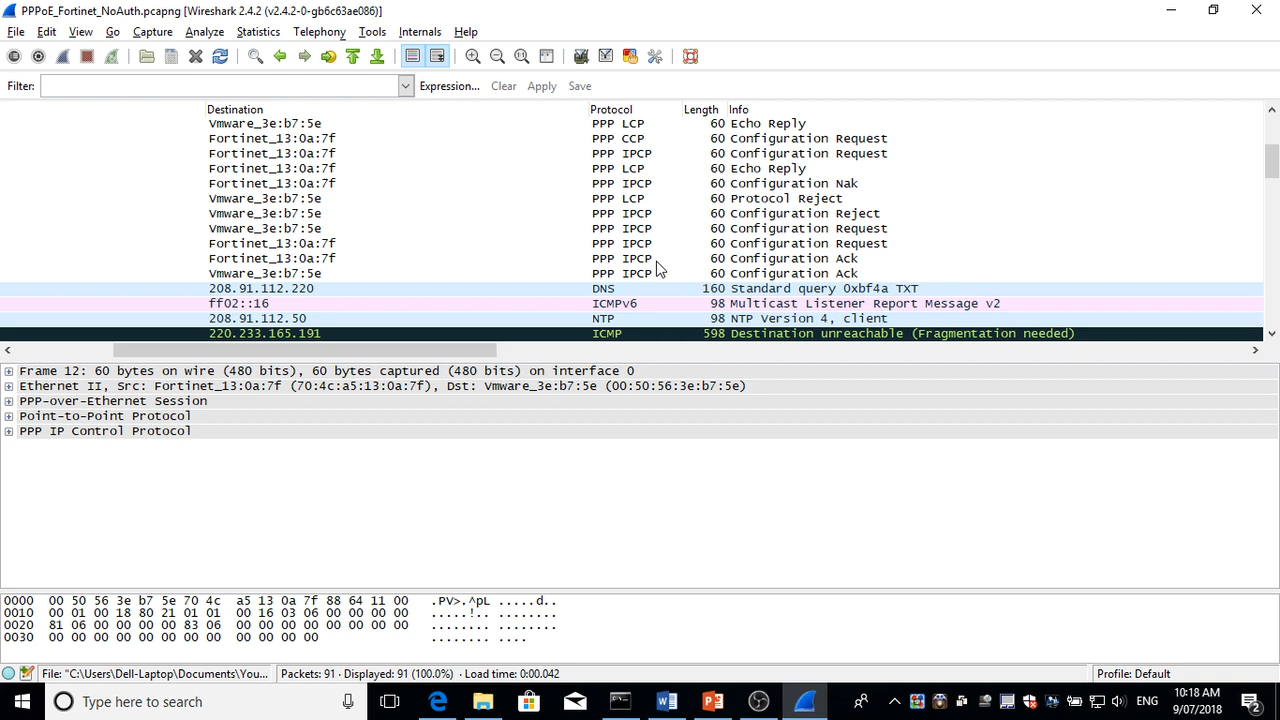 PPPoE_Fortinet_NoAuth.pcapng [Wireshark 2.4.2 (v2.4.2-0-gb6c63ae086)]
File Edit View Go Capture Analyze Statistics Telephony Tools Internals Help
Filter: Expression... Clear Apply Save
Destination Protocol Length Info
Vmware_3e:b7:5e PPP LCP 60 Echo Reply
Fortinet_13:0a:7f PPP CCP 60 Configuration Request
Fortinet_13:0a:7f PPP IPCP 60 Configuration Request
Fortinet_13:0a:7f PPP LCP 60 Echo Reply
Fortinet_13:0a:7f PPP IPCP 60 Configuration Nak
Vmware_3e:b7:5e PPP LCP 60 Protocol Reject
Vmware_3e:b7:5e PPP IPCP 60 Configuration Reject
Vmware_3e:b7:5e PPP IPCP 60 Configuration Request
Fortinet_13:0a:7f PPP IPCP 60 Configuration Request
Fortinet_13:0a:7f PPP IPCP 60 Configuration Ack
Vmware_3e:b7:5e PPP IPCP 60 Configuration Ack
208.91.112.220 DNS 160 Standard query 0xbf4a TXT
ff02::16 ICMPv6 98 Multicast Listener Report Message v2
208.91.112.50 NTP 98 NTP Version 4, client
220.233.165.191 ICMP 598 Destination unreachable (Fragmentation needed)
Frame 12: 60 bytes on wire (480 bits), 60 bytes captured (480 bits) on interface 0
Ethernet II, Src: Fortinet_13:0a:7f (70:4c:a5:13:0a:7f), Dst: Vmware_3e:b7:5e (00:50:56:3e:b7:5e)
PPP-over-Ethernet Session
Point-to-Point Protocol
PPP IP Control Protocol
0000 00 50 56 3e b7 5e 70 4c a5 13 0a 7f 88 64 11 00 .PV>.^pL .....d..
0010 00 01 00 18 80 21 01 01 00 16 03 06 00 00 00 00 .....!.. ........
0020 81 06 00 00 00 00 83 06 00 00 00 00 00 00 00 00 ........ ........
0030 00 00 00 00 00 00 00 00 00 00 00 00 ........ ....
File: "C:\Users\Dell-Laptop\Documents\You... Packets: 91 · Displayed: 91 (100.0%) · Load time: 0:00.042 Profile: Default
Type here to search ENG 10:18 AM
9/07/2018 2